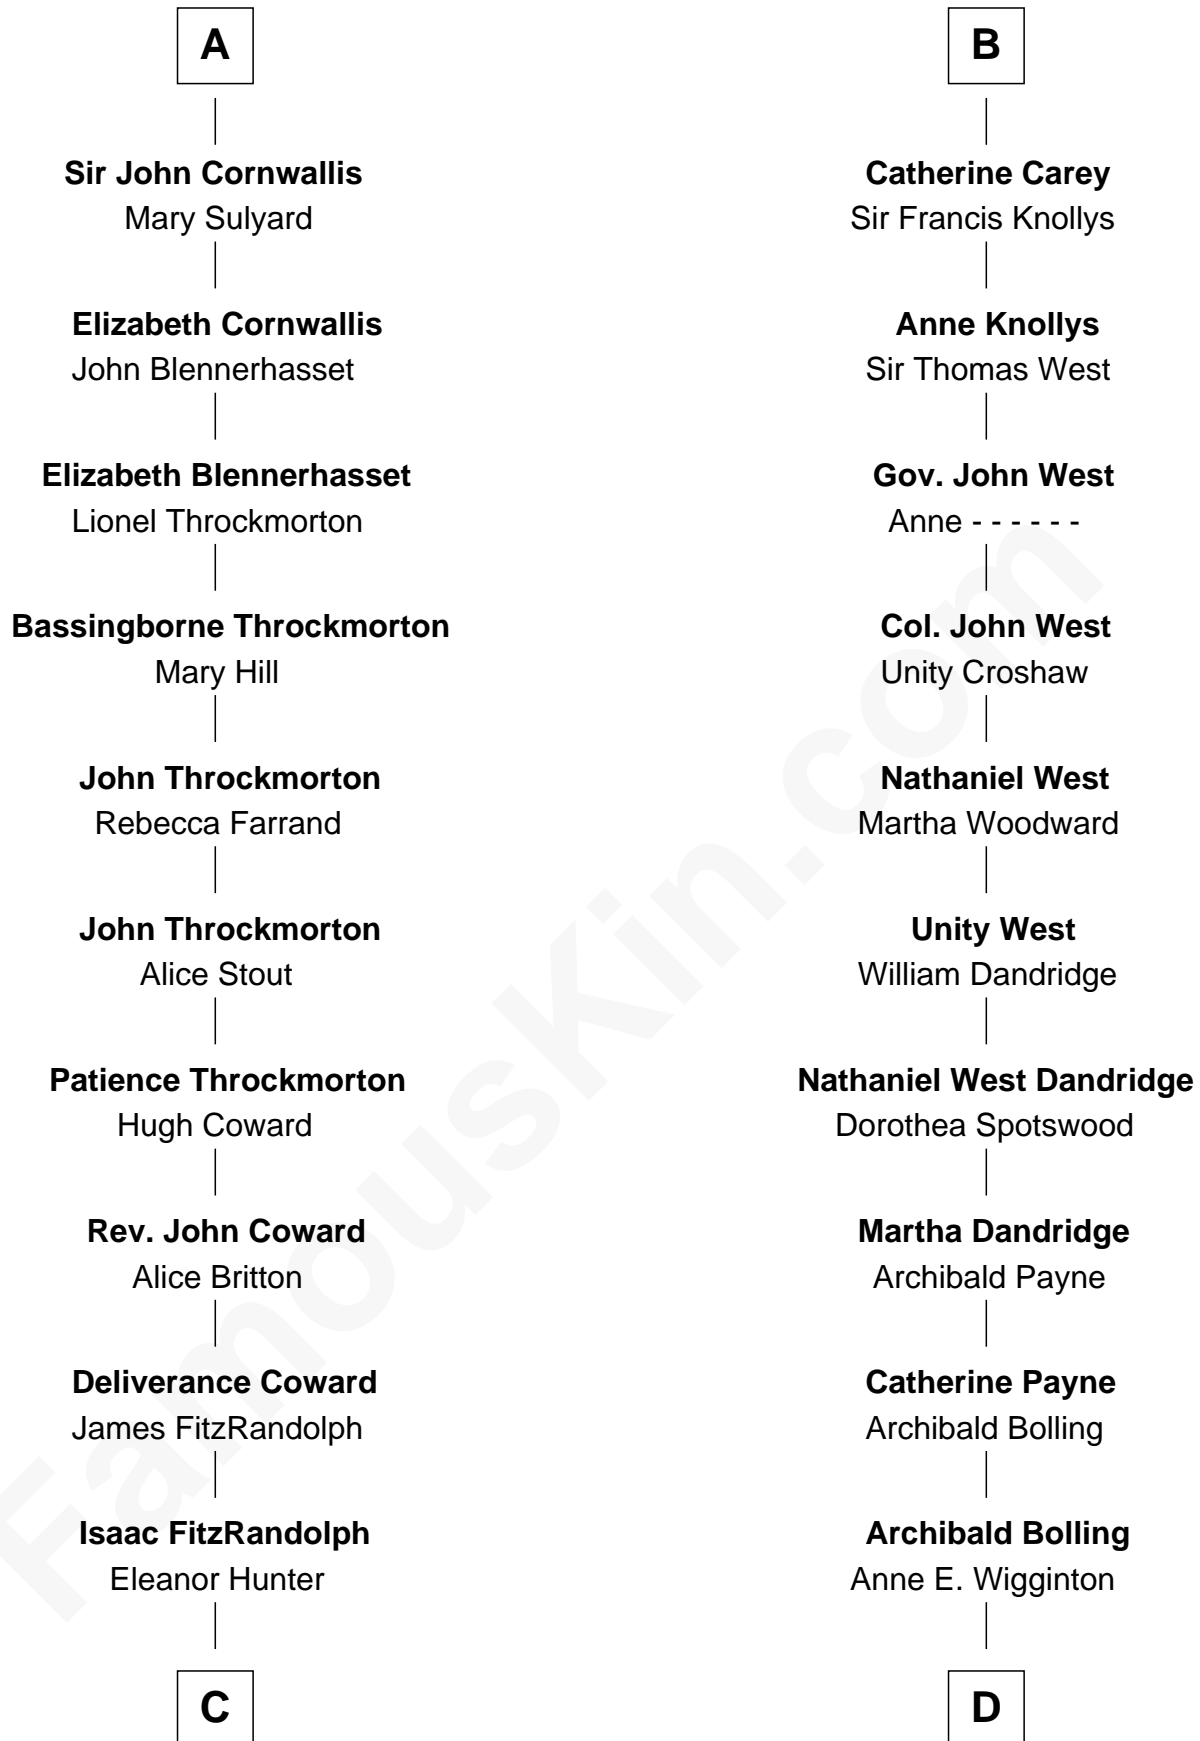 A
Sir John Cornwallis
Mary Sulyard
Elizabeth Cornwallis
John Blennerhasset
Elizabeth Blennerhasset
Lionel Throckmorton
Bassingborne Throckmorton
Mary Hill
John Throckmorton
Rebecca Farrand
John Throckmorton
Alice Stout
Patience Throckmorton
Hugh Coward
Rev. John Coward
Alice Britton
Deliverance Coward
James FitzRandolph
Isaac FitzRandolph
Eleanor Hunter
C
B
Catherine Carey
Sir Francis Knollys
Anne Knollys
Sir Thomas West
Gov. John West
Anne - - - - - -
Col. John West
Unity Croshaw
Nathaniel West
Martha Woodward
Unity West
William Dandridge
Nathaniel West Dandridge
Dorothea Spotswood
Martha Dandridge
Archibald Payne
Catherine Payne
Archibald Bolling
Archibald Bolling
Anne E. Wigginton
D
FamousKin.com